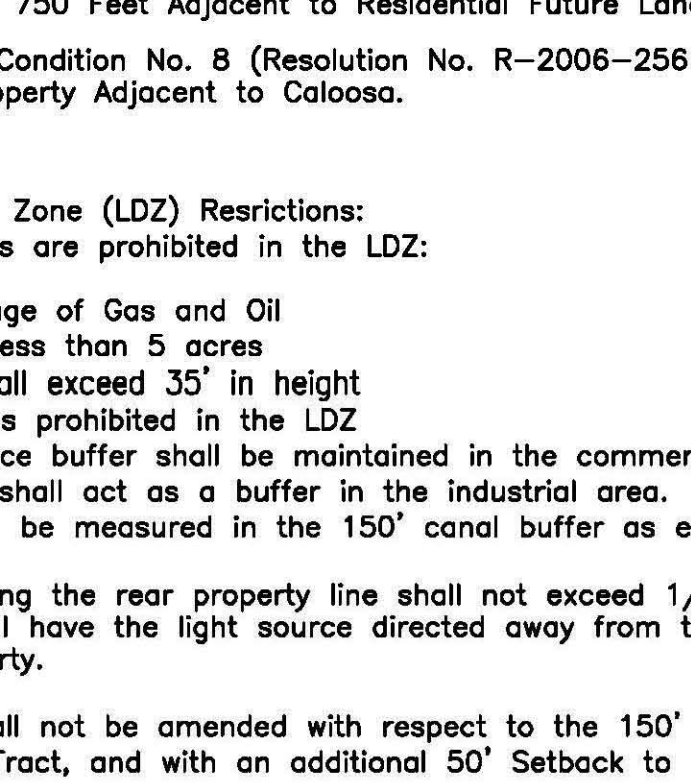 750 Feet Adjacent to Residential Future Lan
Condition No. 8 (Resolution No. R-2006-256
operty Adjacent to Caloosa.
Zone (LDZ) Resrictions:
s are prohibited in the LDZ:
age of Gas and Oil
ess than 5 acres
all exceed 35' in height
s prohibited in the LDZ
ce buffer shall be maintained in the commer
shall act as a buffer in the industrial area.
be measured in the 150' canal buffer as e
ng the rear property line shall not exceed 1/
l have the light source directed away from t
rty.
all not be amended with respect to the 150'
Tract, and with an additional 50' Setback to